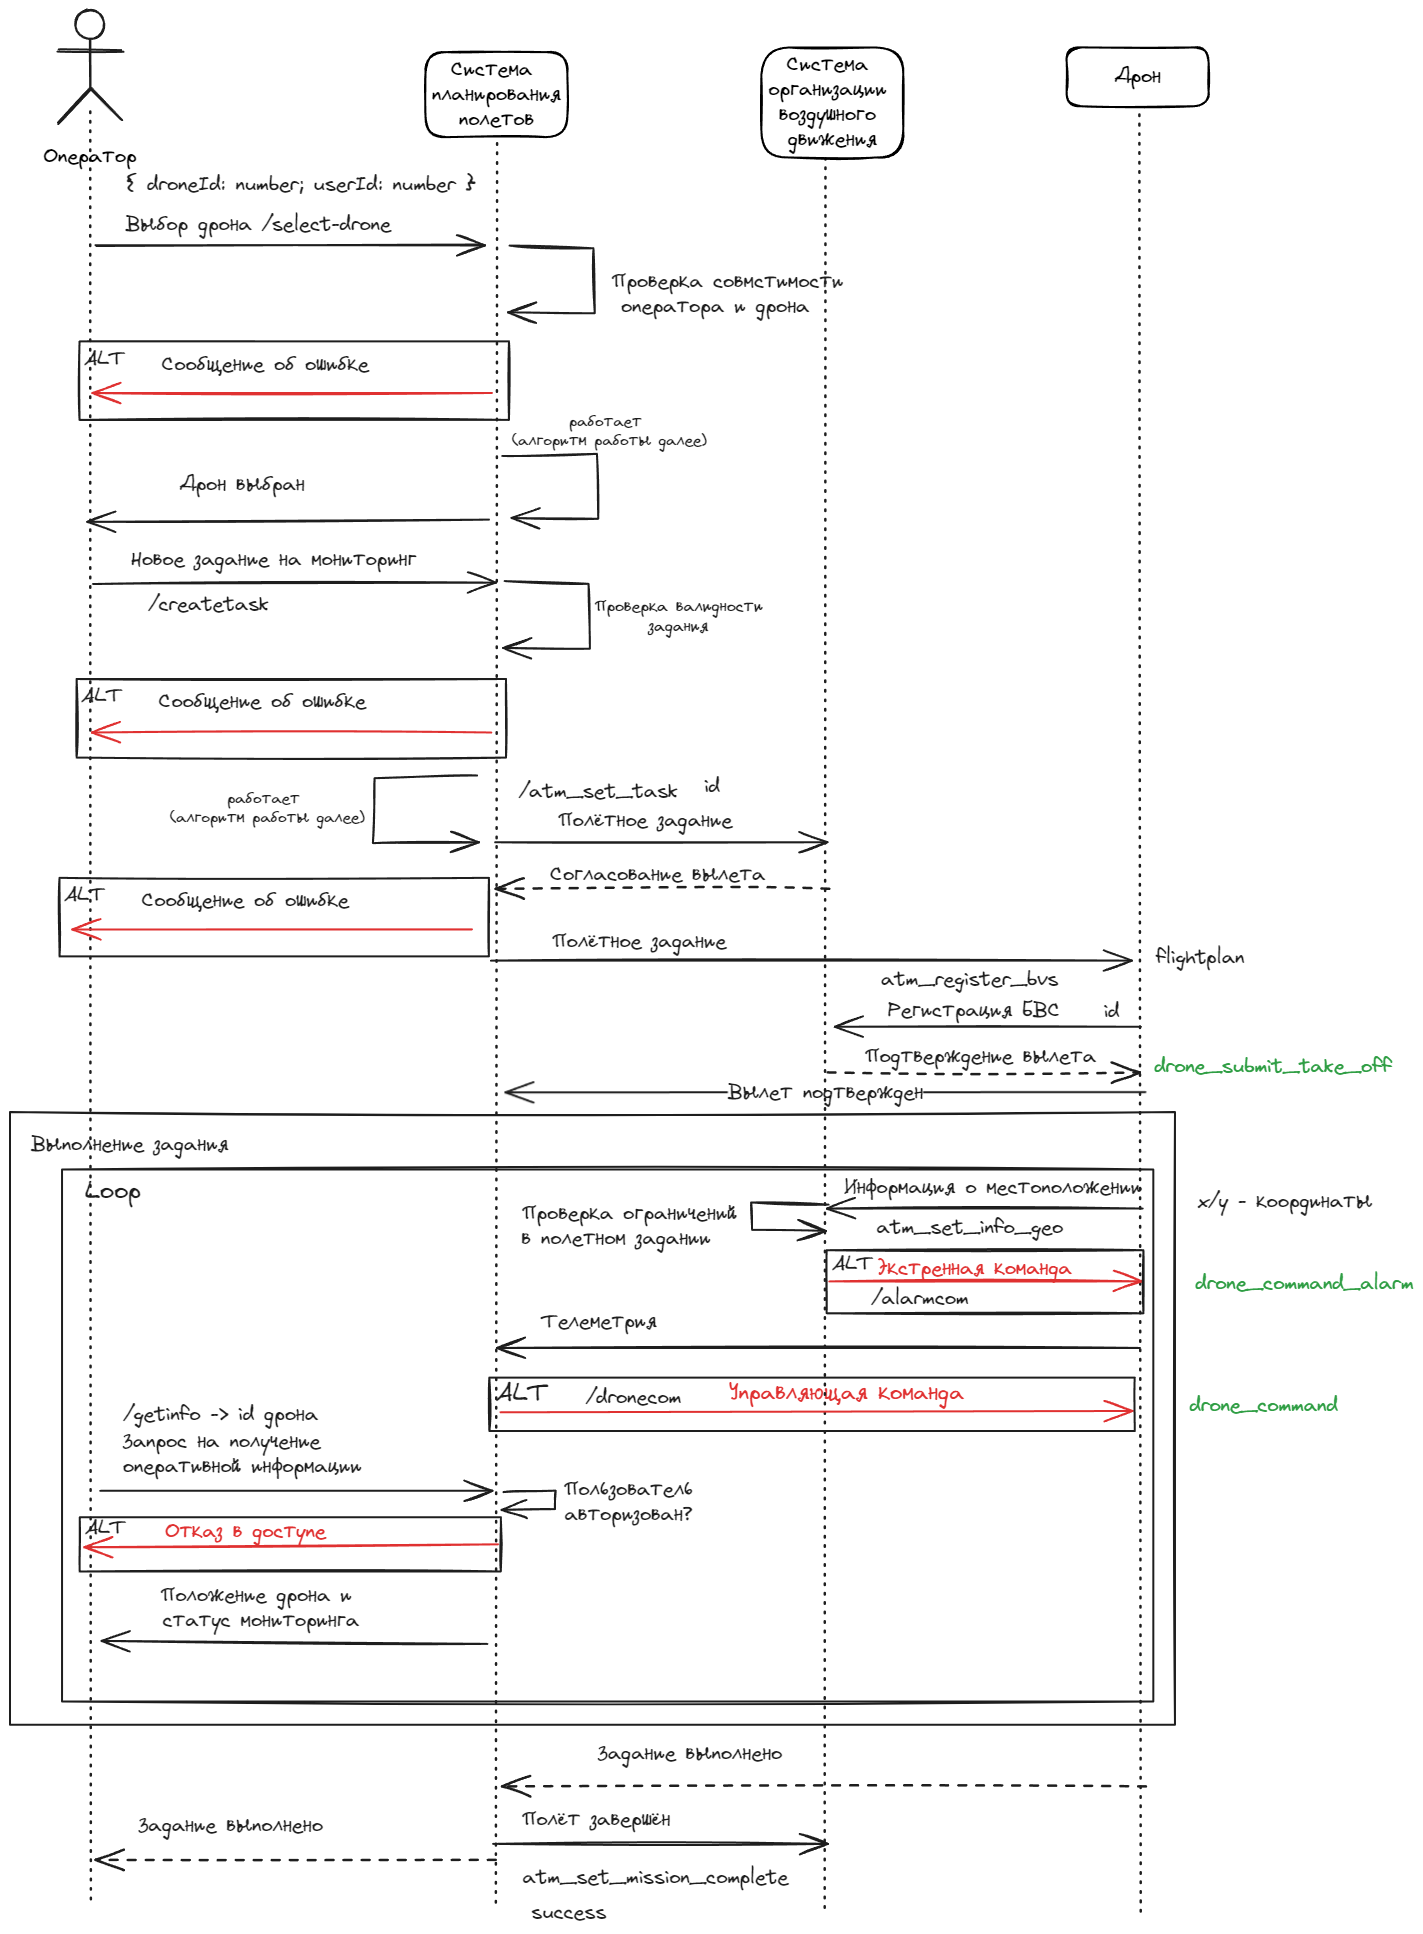 Система
планирования
полетов
Система
организации
воздушного
движения
Дрон
Оператор
{ droneId: number; userId: number }
Выбор дрона /select-drone
Проверка совмстимости
оператора и дрона
ALT
Сообщение об ошибке
работает
(алгоритм работы далее)
Дрон выбран
Новое задание на мониторинг
/createtask
Проверка валидности
задания
ALT
Сообщение об ошибке
работает
(алгоритм работы далее)
/atm_set_task id
Полётное задание
Согласование вылета
ALT
Сообщение об ошибке
Полётное задание
flightplan
atm_register_bvs
Регистрация БВС id
Подтверждение вылета
drone_submit_take_off
Вылет подтвержден
Выполнение задания
Loop
Информация о местоположении
x/y - координаты
Проверка ограничений
в полетном задании
atm_set_info_geo
ALT
Экстренная команда
/alarmcom
drone_command_alarm
Телеметрия
ALT
/dronecom
Управляющая команда
drone_command
/getinfo -> id дрона
Запрос на получение
оперативной информации
Пользователь
авторизован?
ALT
Отказ в доступе
Положение дрона и
статус мониторинга
Задание выполнено
Полёт завершён
Задание выполнено
atm_set_mission_complete
success